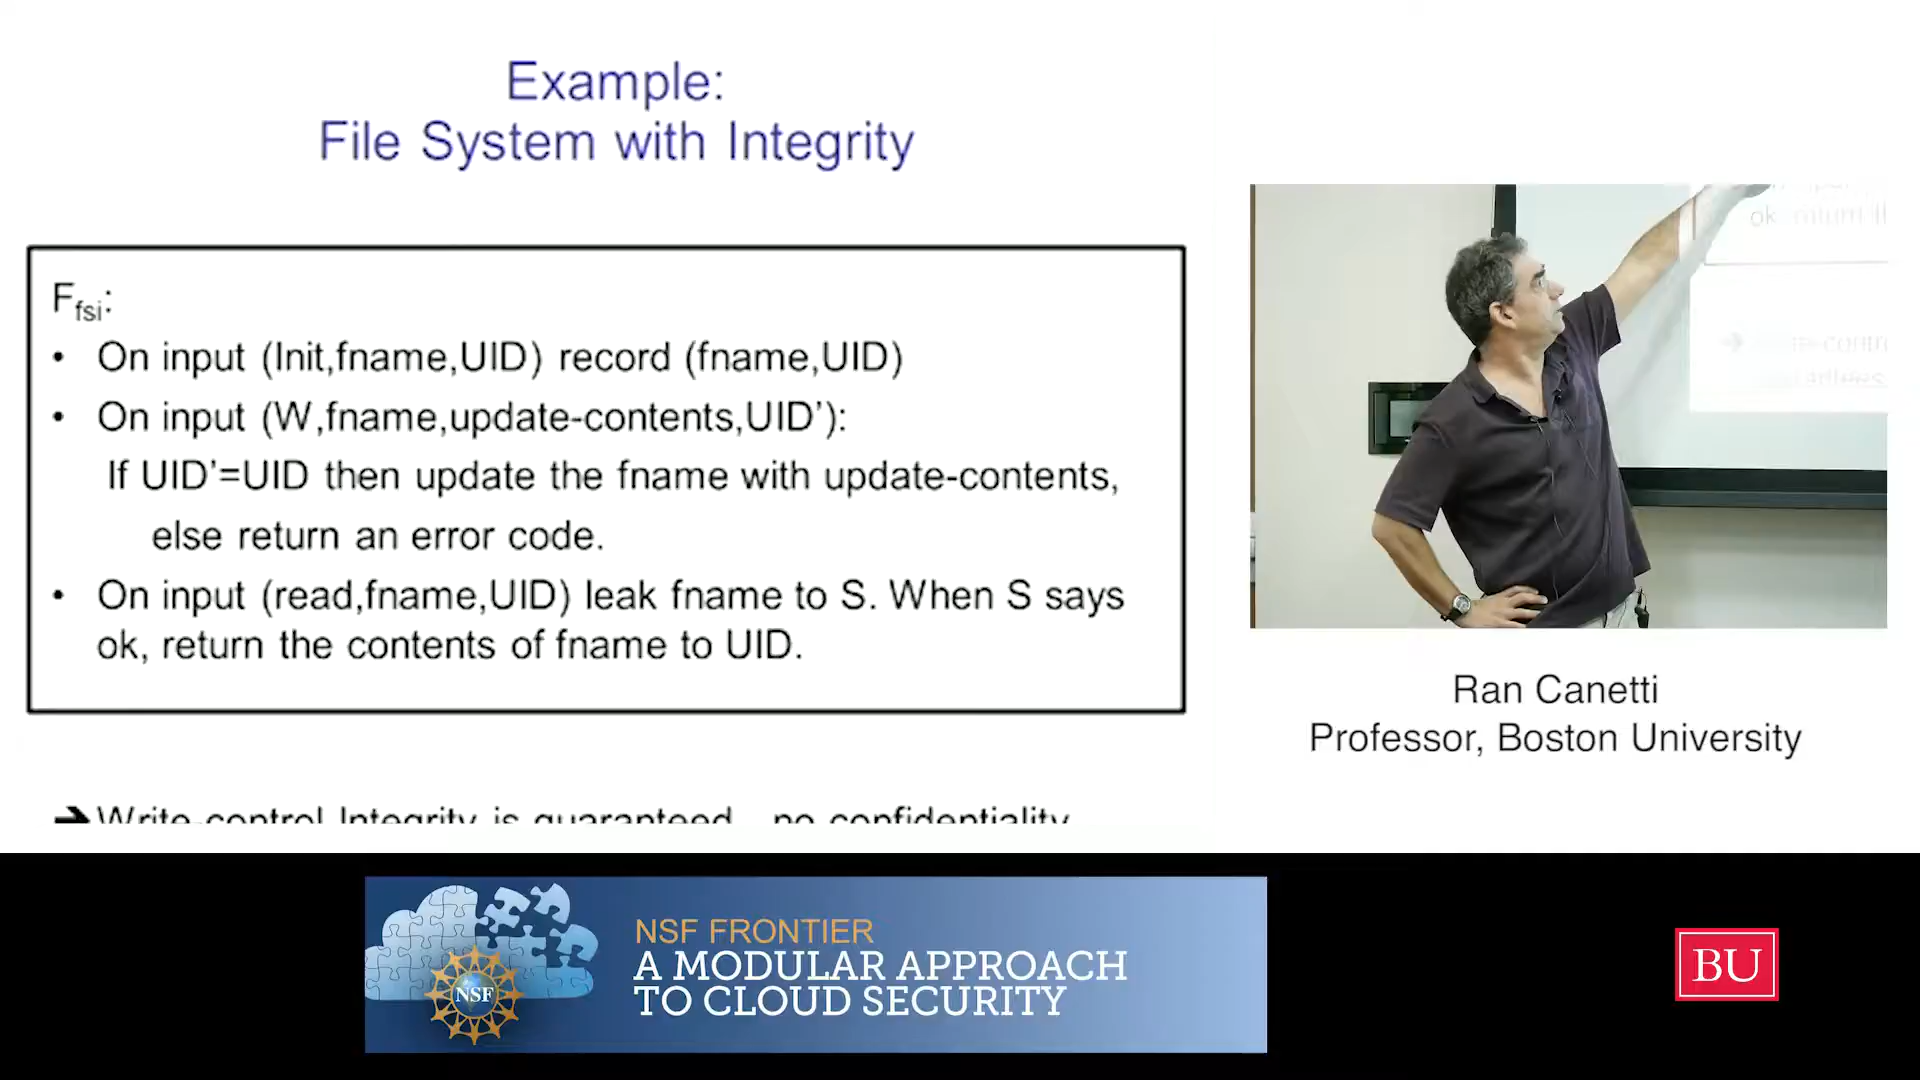 Example:
File System with Integrity
Ffsi:
• On input (Init,fname,UID) record (fname,UID)
• On input (W,fname,update-contents,UID’):
If UID’=UID then update the fname with update-contents,
else return an error code.
• On input (read,fname,UID) leak fname to S. When S says
ok, return the contents of fname to UID.
➔ Write-control Integrity is guaranteed, no confidentiality
ok, return
Ran Canetti
Professor, Boston University
NSF
NSF FRONTIER
A MODULAR APPROACH
TO CLOUD SECURITY
BU